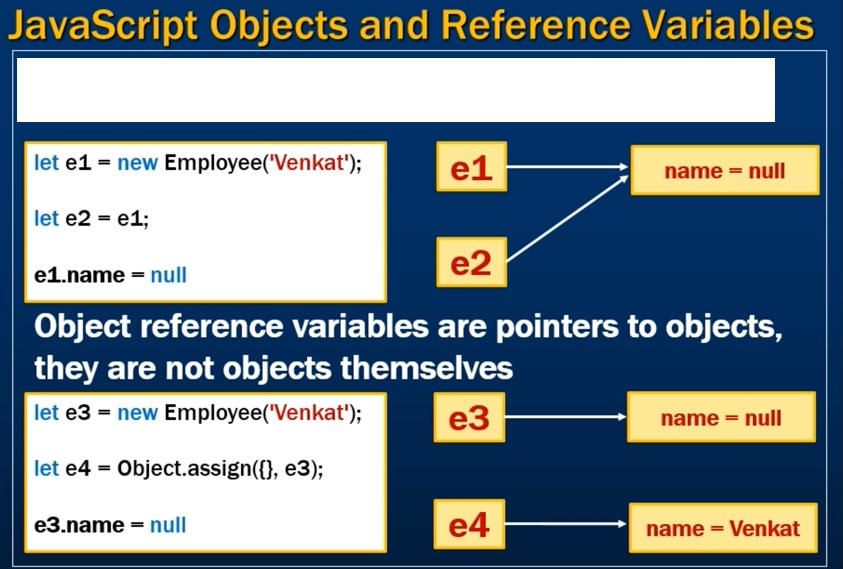 JavaScript Objects and Reference Variables
let e1 = new Employee('Venkat');
let e2 = e1;
e1.name = null
e1
name = null
e2
Object reference variables are pointers to objects,
they are not objects themselves
let e3 = new Employee('Venkat');
let e4 = Object.assign({}, e3);
e3.name = null
e3
name = null
e4
name = Venkat